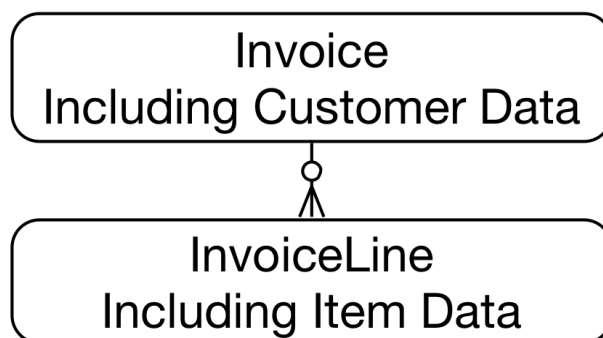 Invoice
Including Customer Data
InvoiceLine
Including Item Data